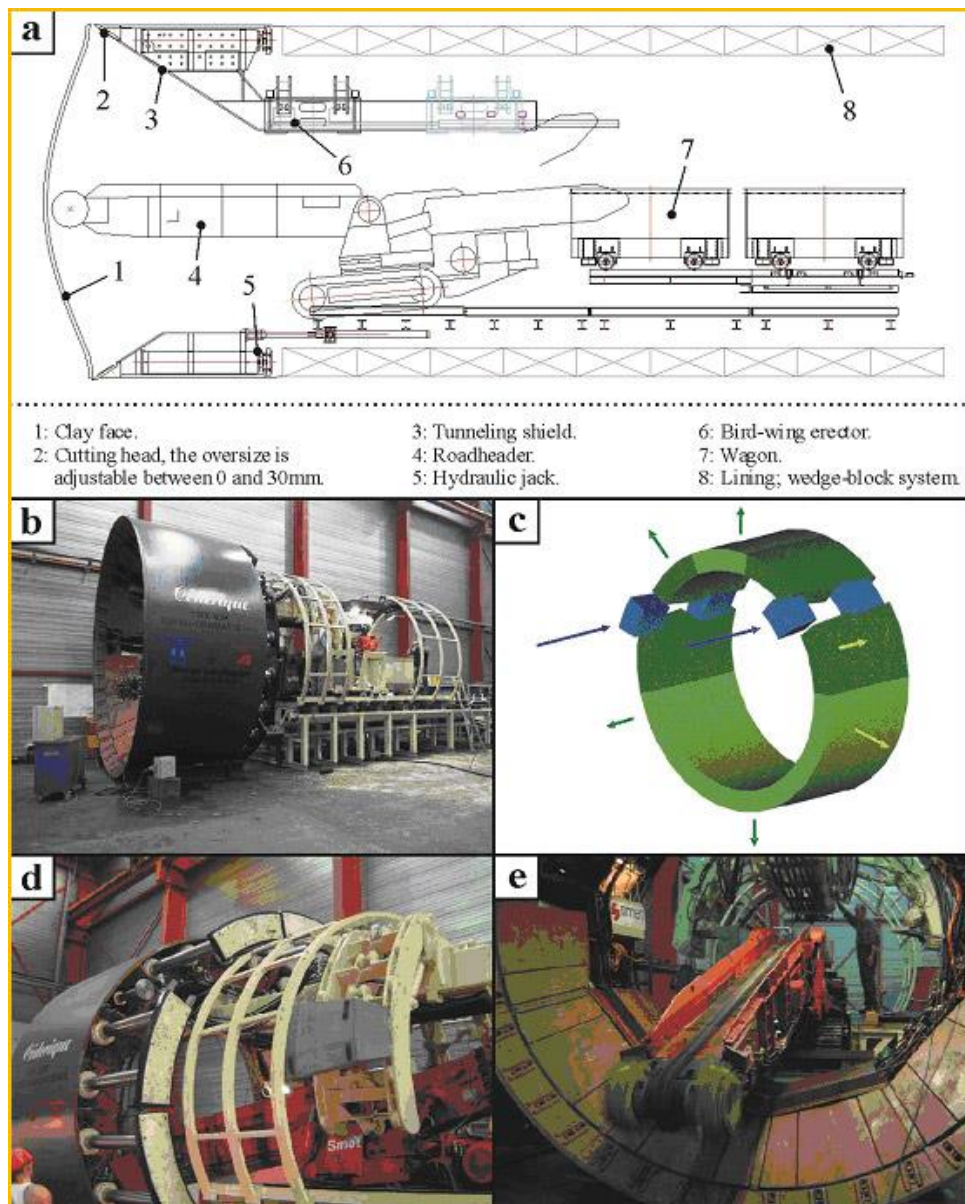 a
2
3
6
8
7
4
1
5
1: Clay face.
2: Cutting head, the oversize is
adjustable between 0 and 30mm.
3: Tunneling shield.
4: Roadheader.
5: Hydraulic jack.
6: Bird-wing erector.
7: Wagon.
8: Lining; wedge-block system.
b
c
d
Smet
e
Smet